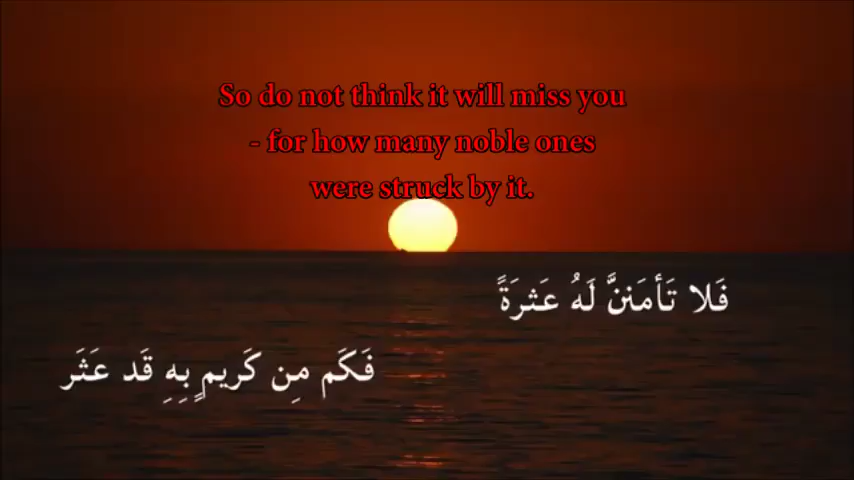 So do not think it will miss you
- for how many noble ones
were struck by it.
فَلا تَأمَننَّ لَهُ عَثرَةً
فَكَم مِن كَريمٍ بِهِ قَد عَثَر